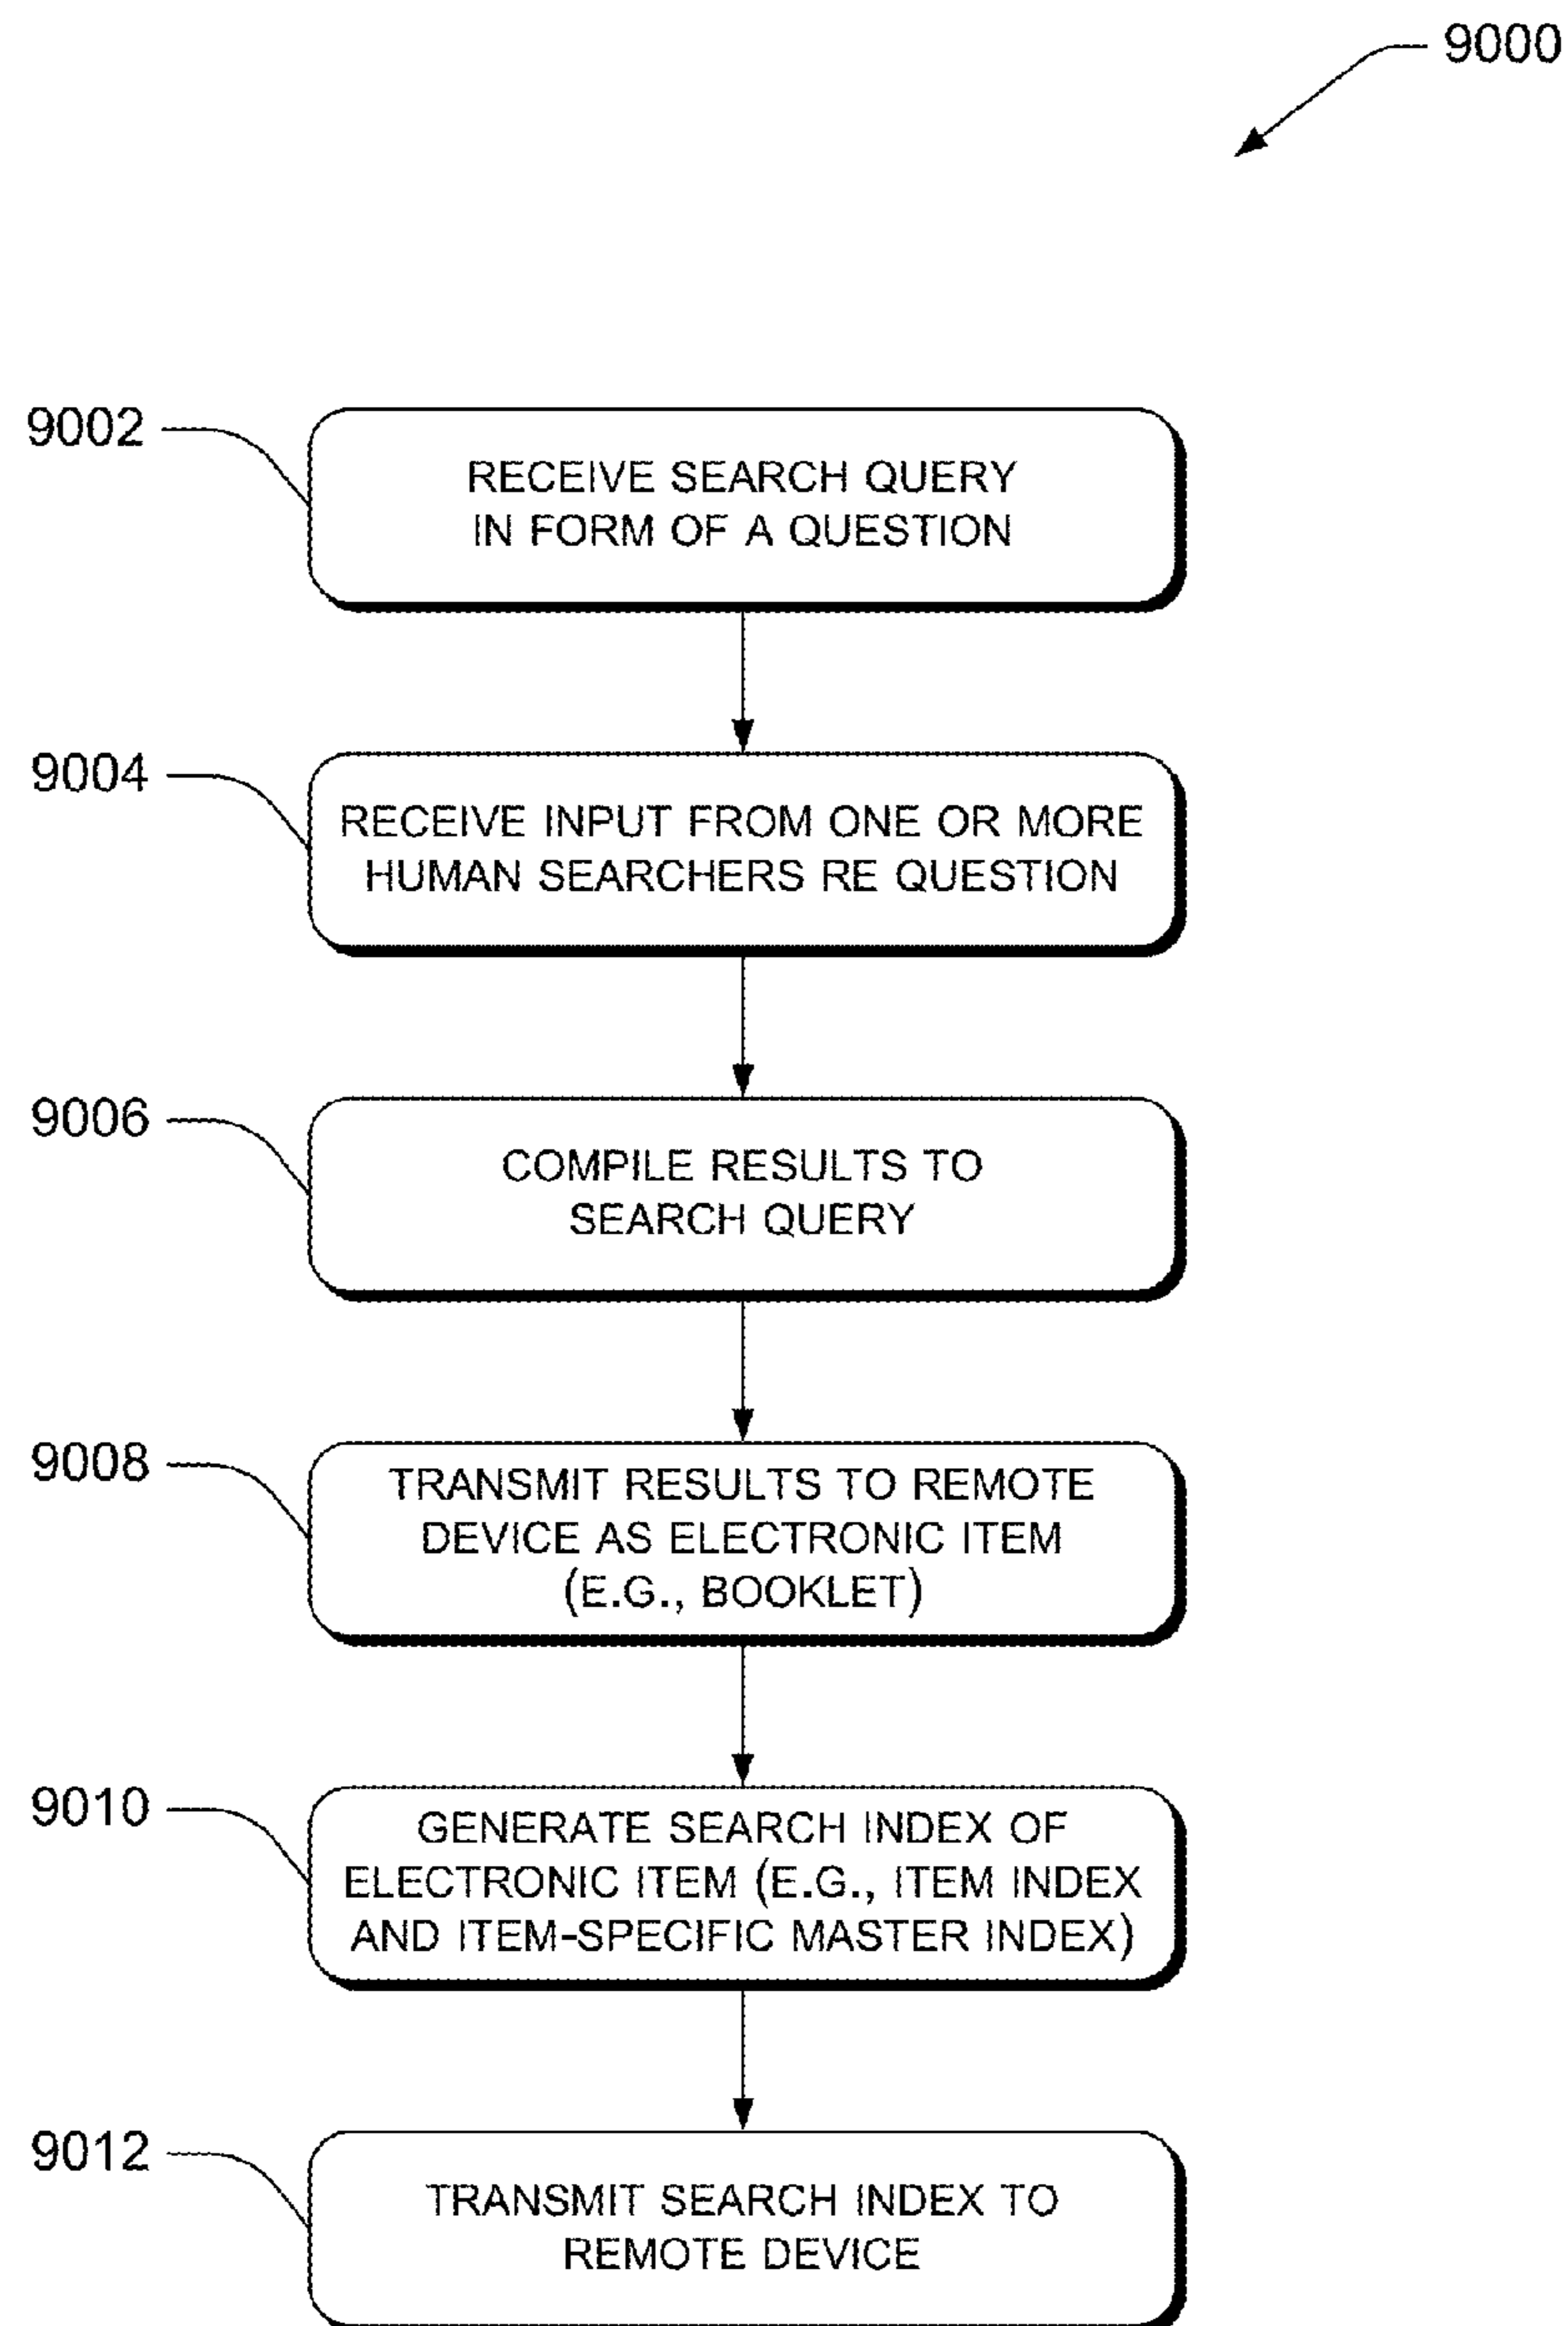 9000
9002
RECEIVE SEARCH QUERY
IN FORM OF A QUESTION
9004
RECEIVE INPUT FROM ONE OR MORE
HUMAN SEARCHERS RE QUESTION
9006
COMPILE RESULTS TO
SEARCH QUERY
9008
TRANSMIT RESULTS TO REMOTE
DEVICE AS ELECTRONIC ITEM
(E.G., BOOKLET)
9010
GENERATE SEARCH INDEX OF
ELECTRONIC ITEM (E.G., ITEM INDEX
AND ITEM-SPECIFIC MASTER INDEX)
9012
TRANSMIT SEARCH INDEX TO
REMOTE DEVICE